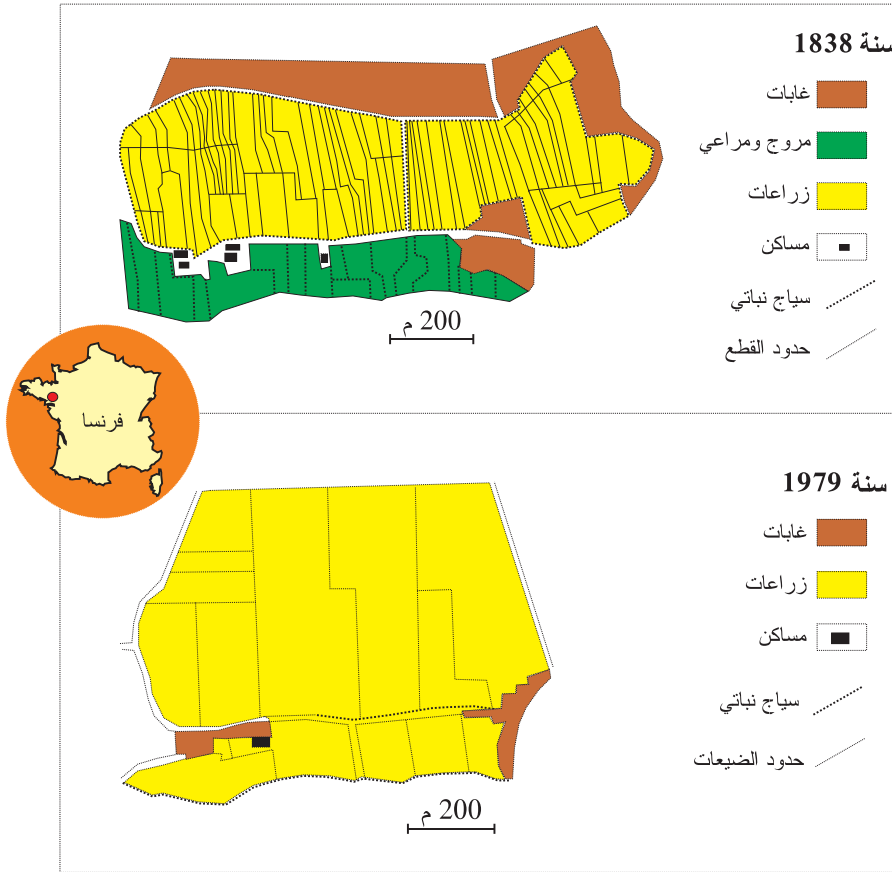 سنة 1838
غابات
مروج ومراعي
زراعات
مساكن
سياج نباتي
حدود القطع
200 م
فرنسا
سنة 1979
غابات
زراعات
مساكن
سياج نباتي
حدود الضيعات
200 م